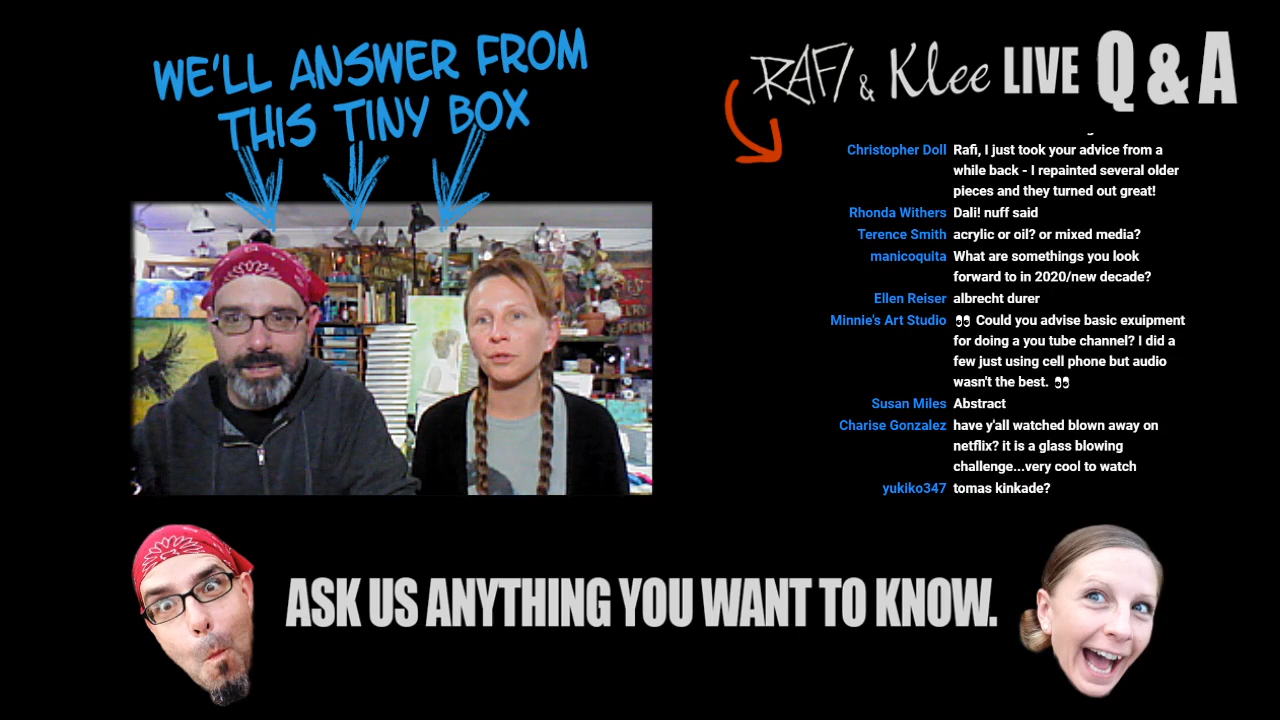 WE'LL ANSWER FROM
THIS TINY BOX
RAFI & Klee LIVE Q & A
Christopher Doll Rafi, I just took your advice from a
while back - I repainted several older
pieces and they turned out great!
Rhonda Withers Dali! nuff said
Terence Smith acrylic or oil? or mixed media?
manicoquita What are somethings you look
forward to in 2020/new decade?
Ellen Reiser albrecht durer
Minnie's Art Studio 👀 Could you advise basic exuipment
for doing a you tube channel? I did a
few just using cell phone but audio
wasn't the best. 👀
Susan Miles Abstract
Charise Gonzalez have y'all watched blown away on
netflix? it is a glass blowing
challenge...very cool to watch
yukiko347 tomas kinkade?
ASK US ANYTHING YOU WANT TO KNOW.